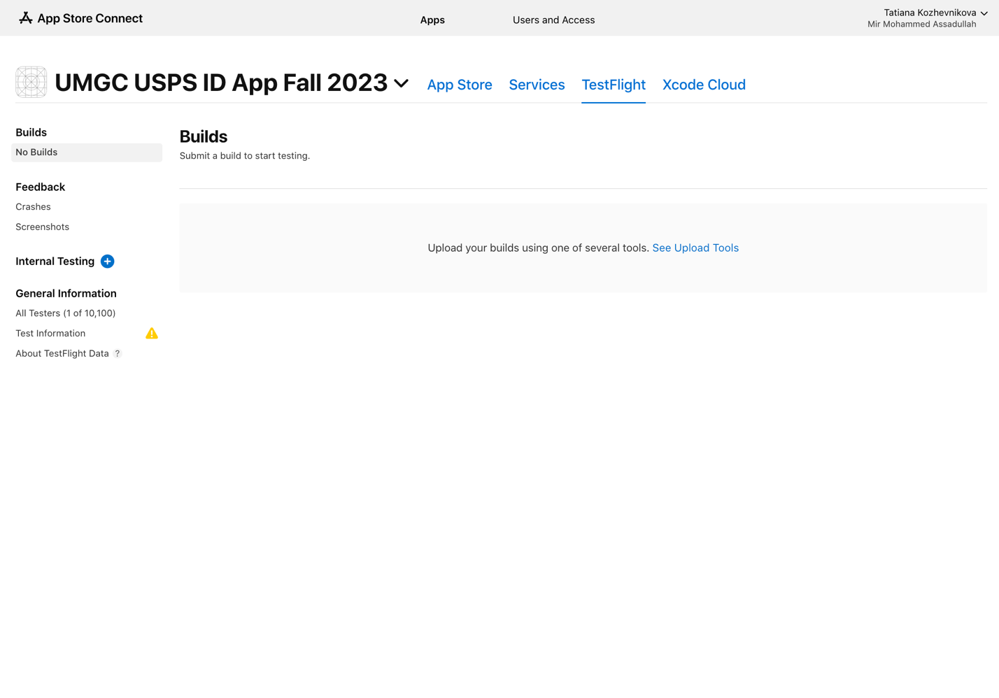 App Store Connect
Apps
Users and Access
Tatiana Kozhevnikova
Mir Mohammed Assadullah
UMGC USPS ID App Fall 2023
App Store
Services
TestFlight
Xcode Cloud
Builds
No Builds
Feedback
Crashes
Screenshots
Internal Testing
General Information
All Testers (1 of 10,100)
Test Information
About TestFlight Data ?
Builds
Submit a build to start testing.
Upload your builds using one of several tools. See Upload Tools